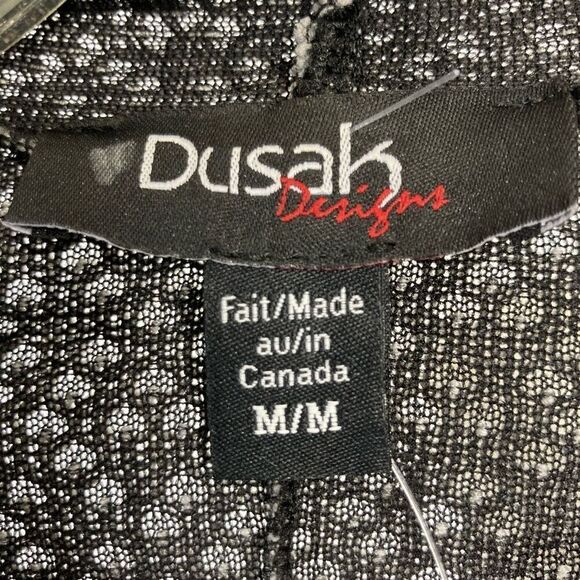 Dusak
Designs
Fait/Made
au/in
Canada
M/M